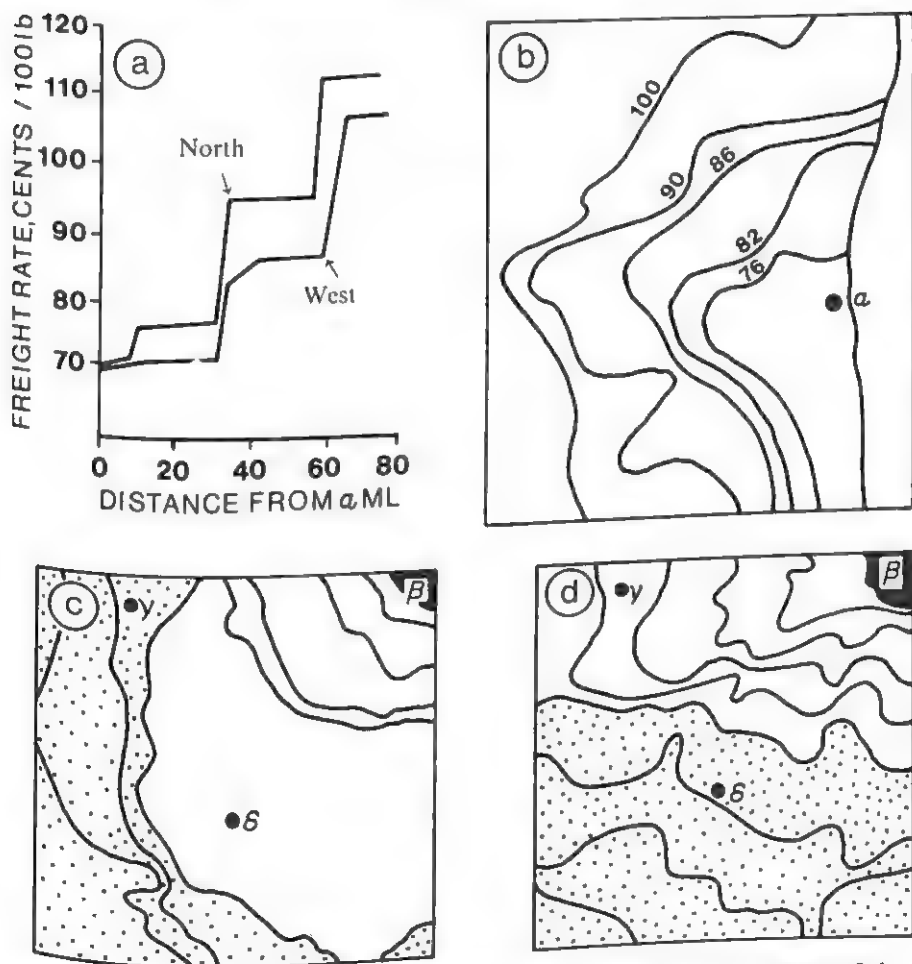 FREIGHT RATE, CENTS / 100 lb
120
110
100
90
80
70
a
North
West
0 20 40 60 80
DISTANCE FROM a ML
b
100
90
86
82
76
a
c
γ
β
δ
d
γ
β
δ